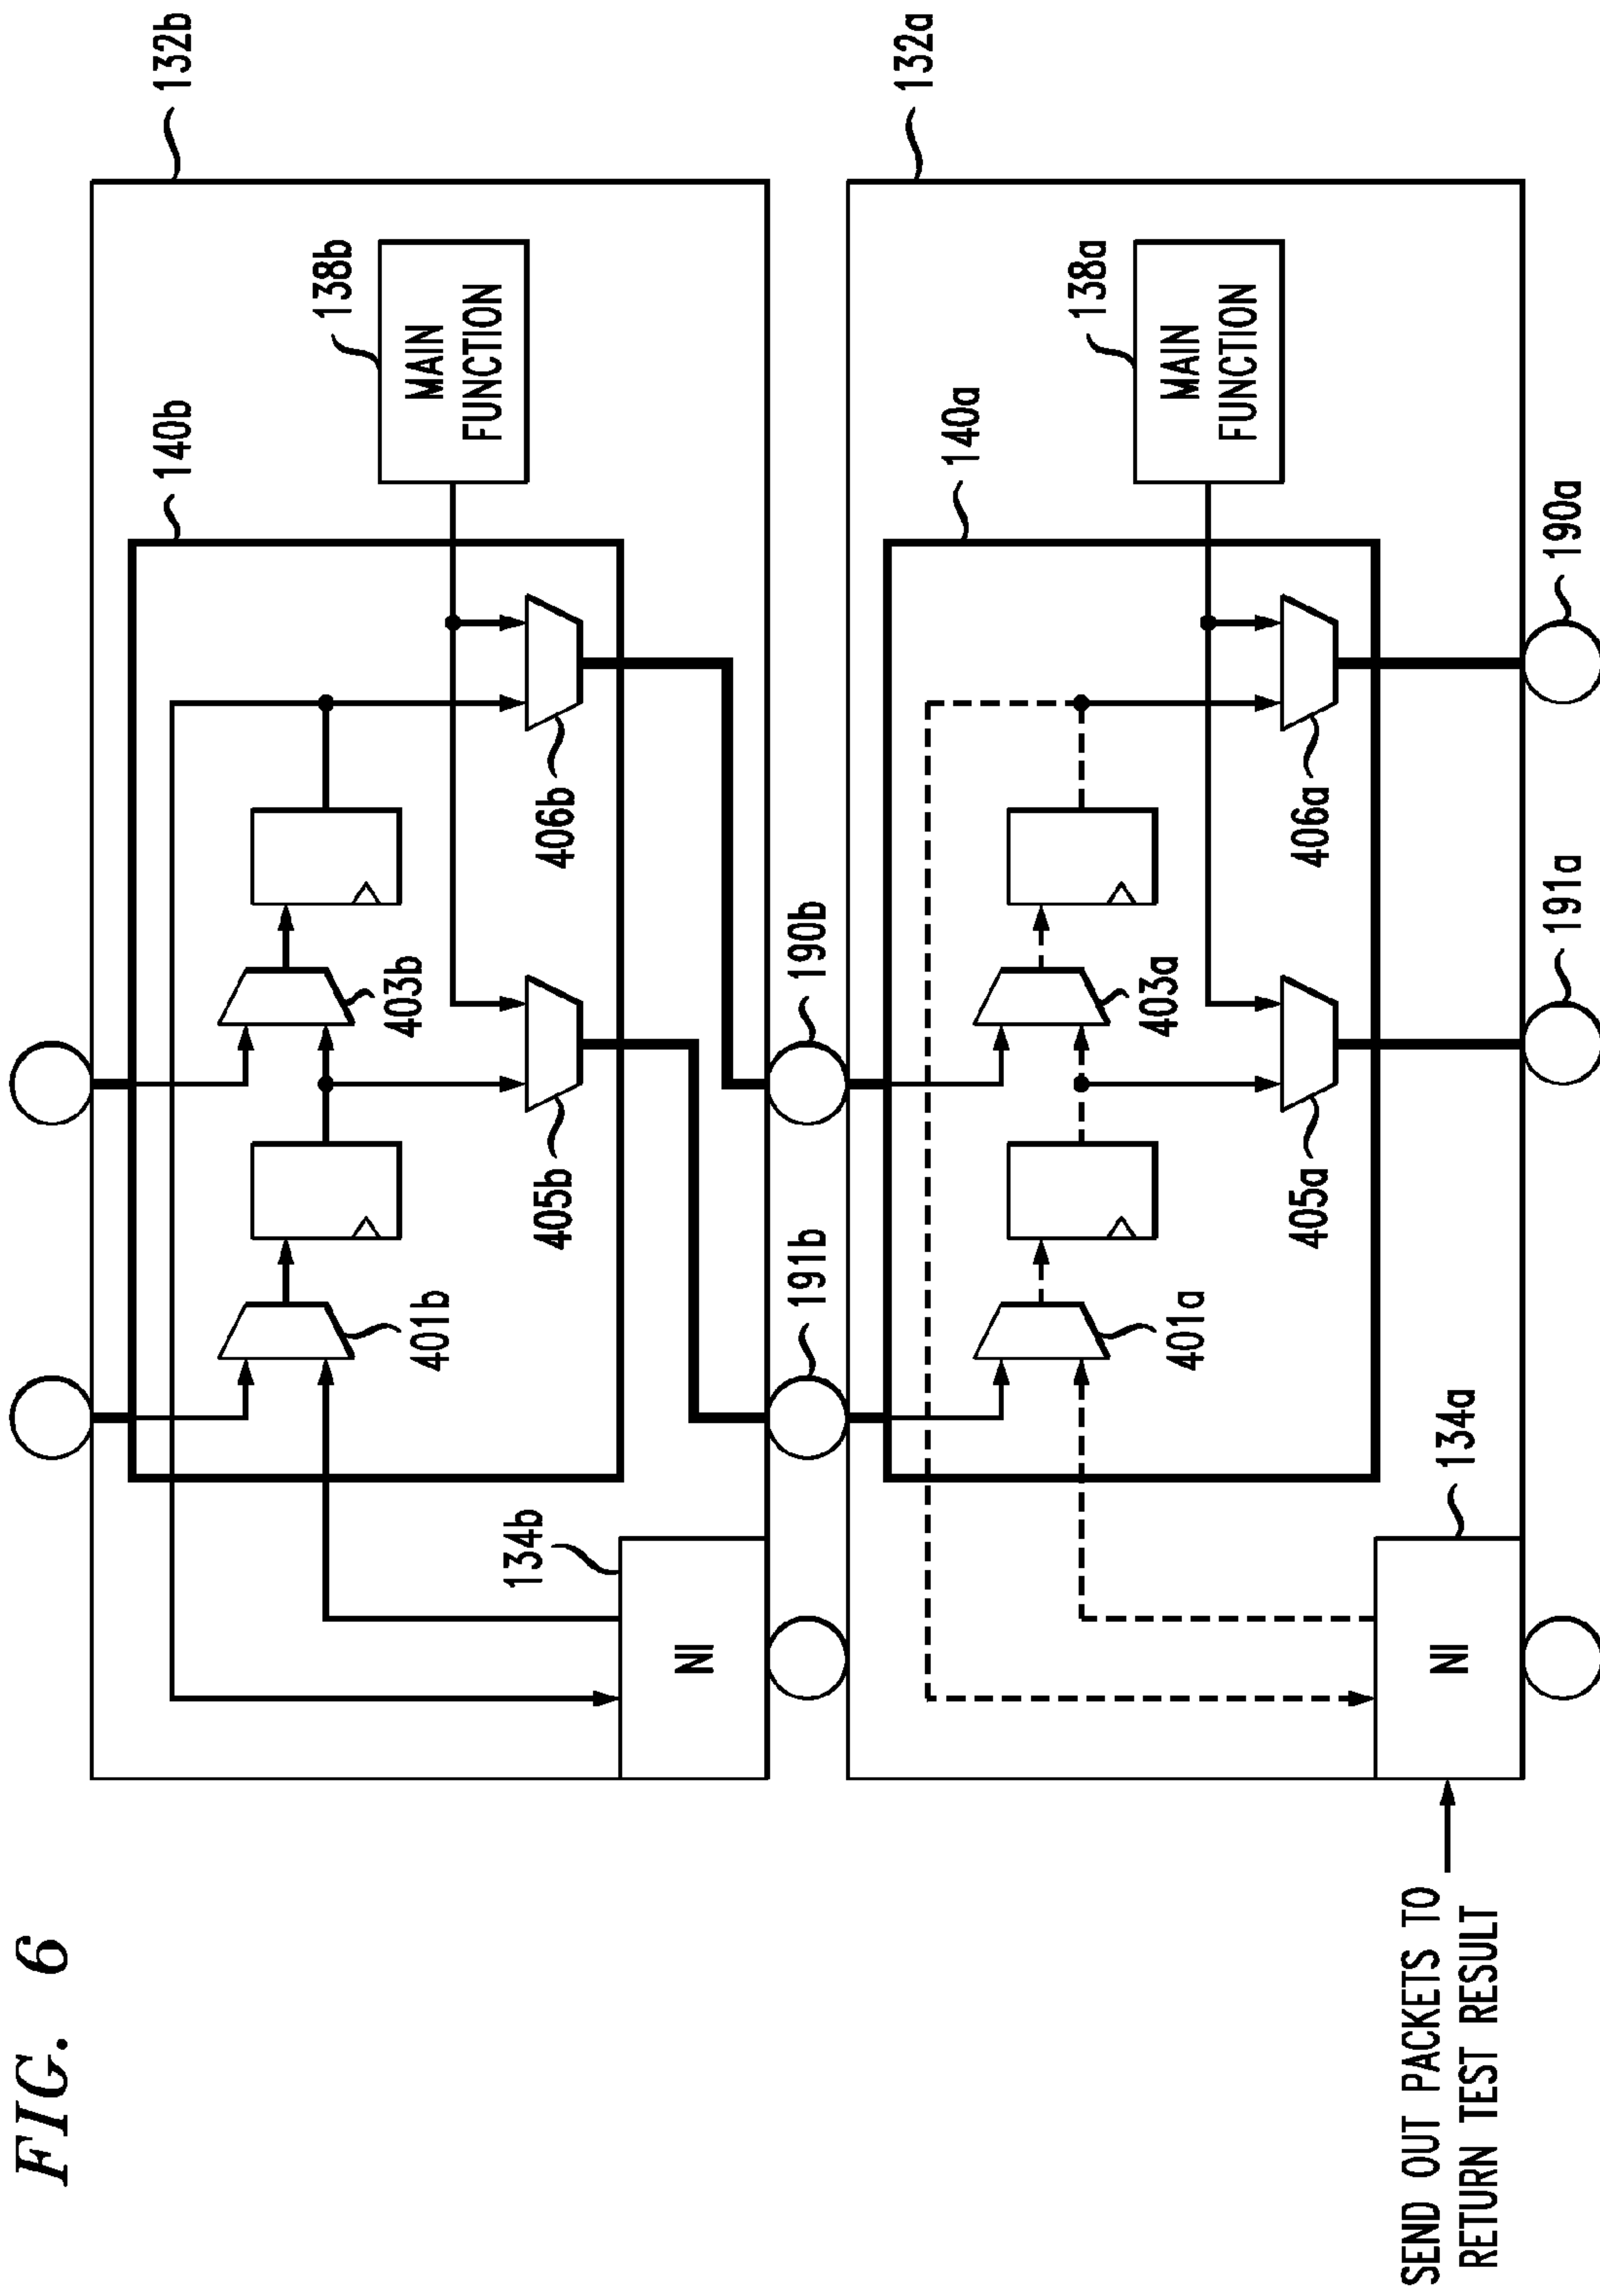 FIG. 6
132b
140b
138b
MAIN
FUNCTION
403b
406b
401b
405b
134b
NI
190b
191b
132a
140a
138a
MAIN
FUNCTION
403a
406a
401a
405a
134a
NI
190a
191a
SEND OUT PACKETS TO
RETURN TEST RESULT